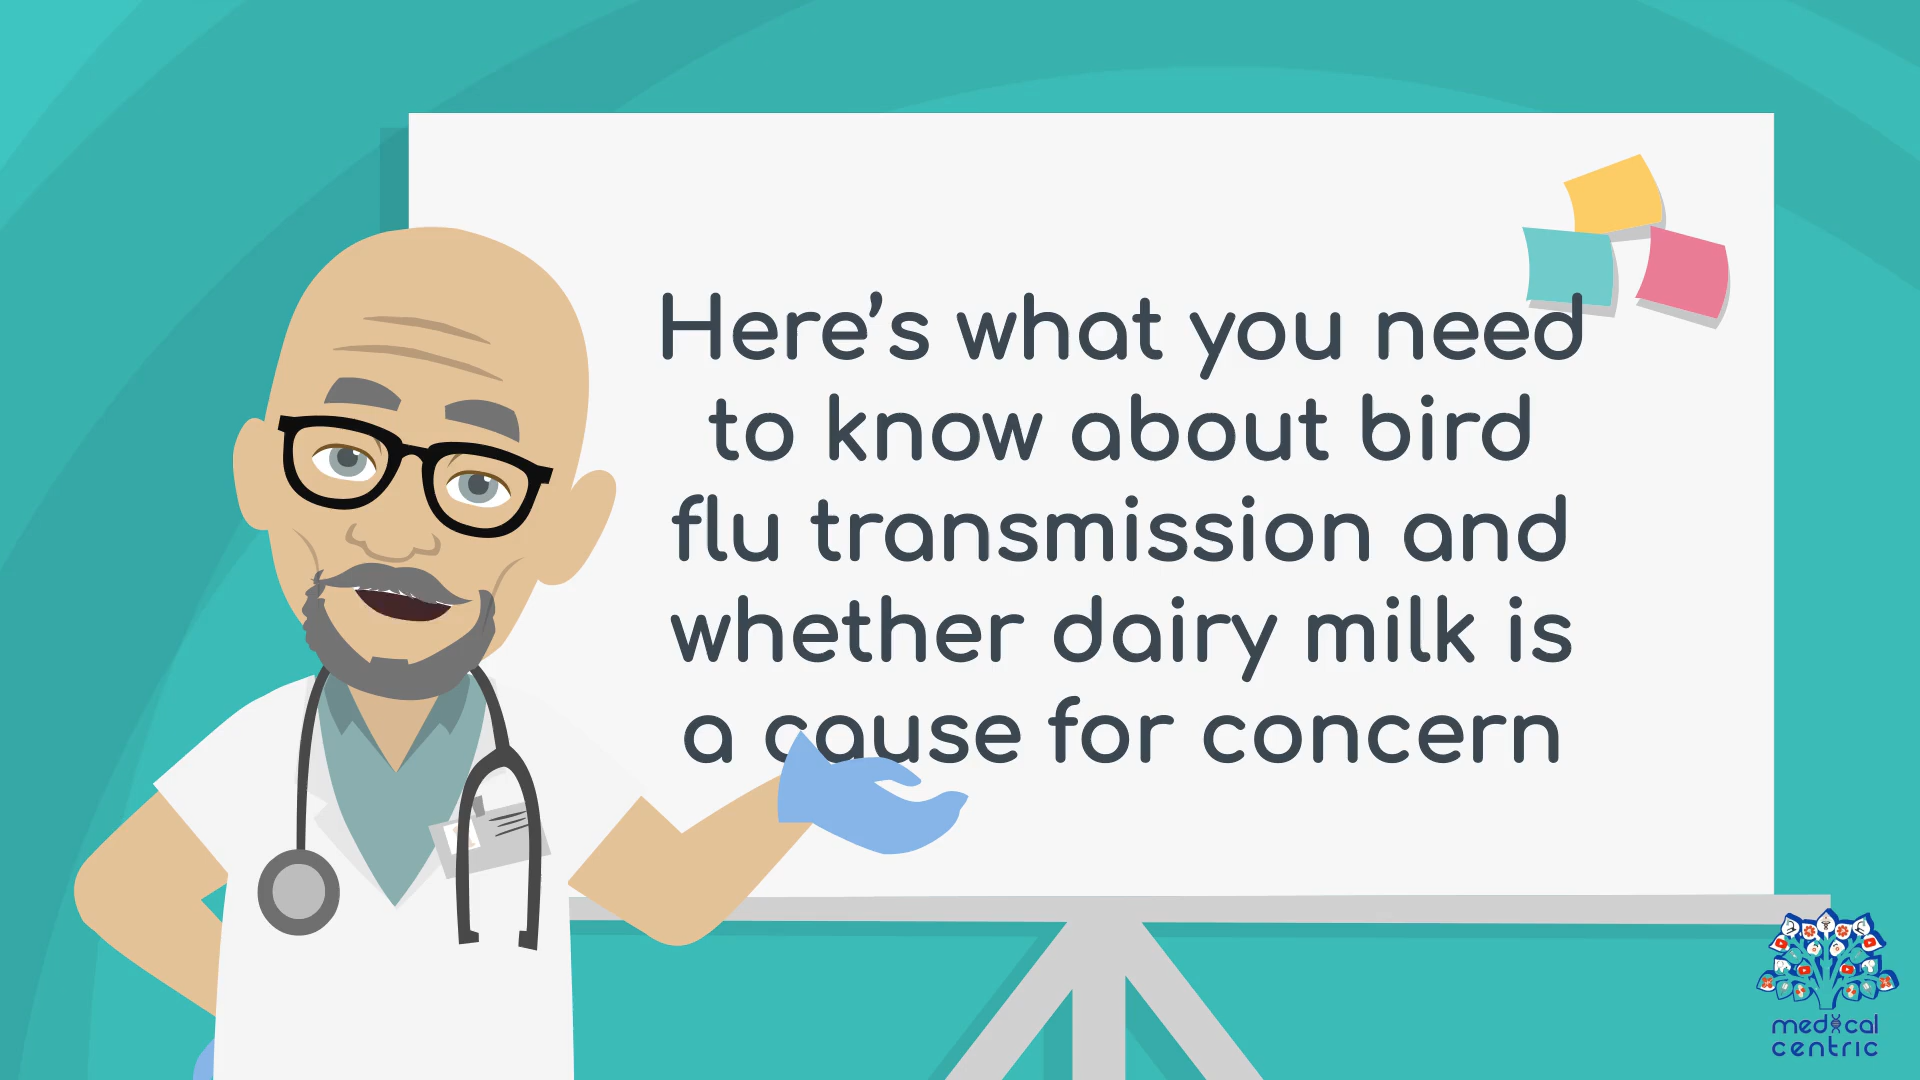 Here’s what you need
to know about bird
flu transmission and
whether dairy milk is
a cause for concern
medical
centric